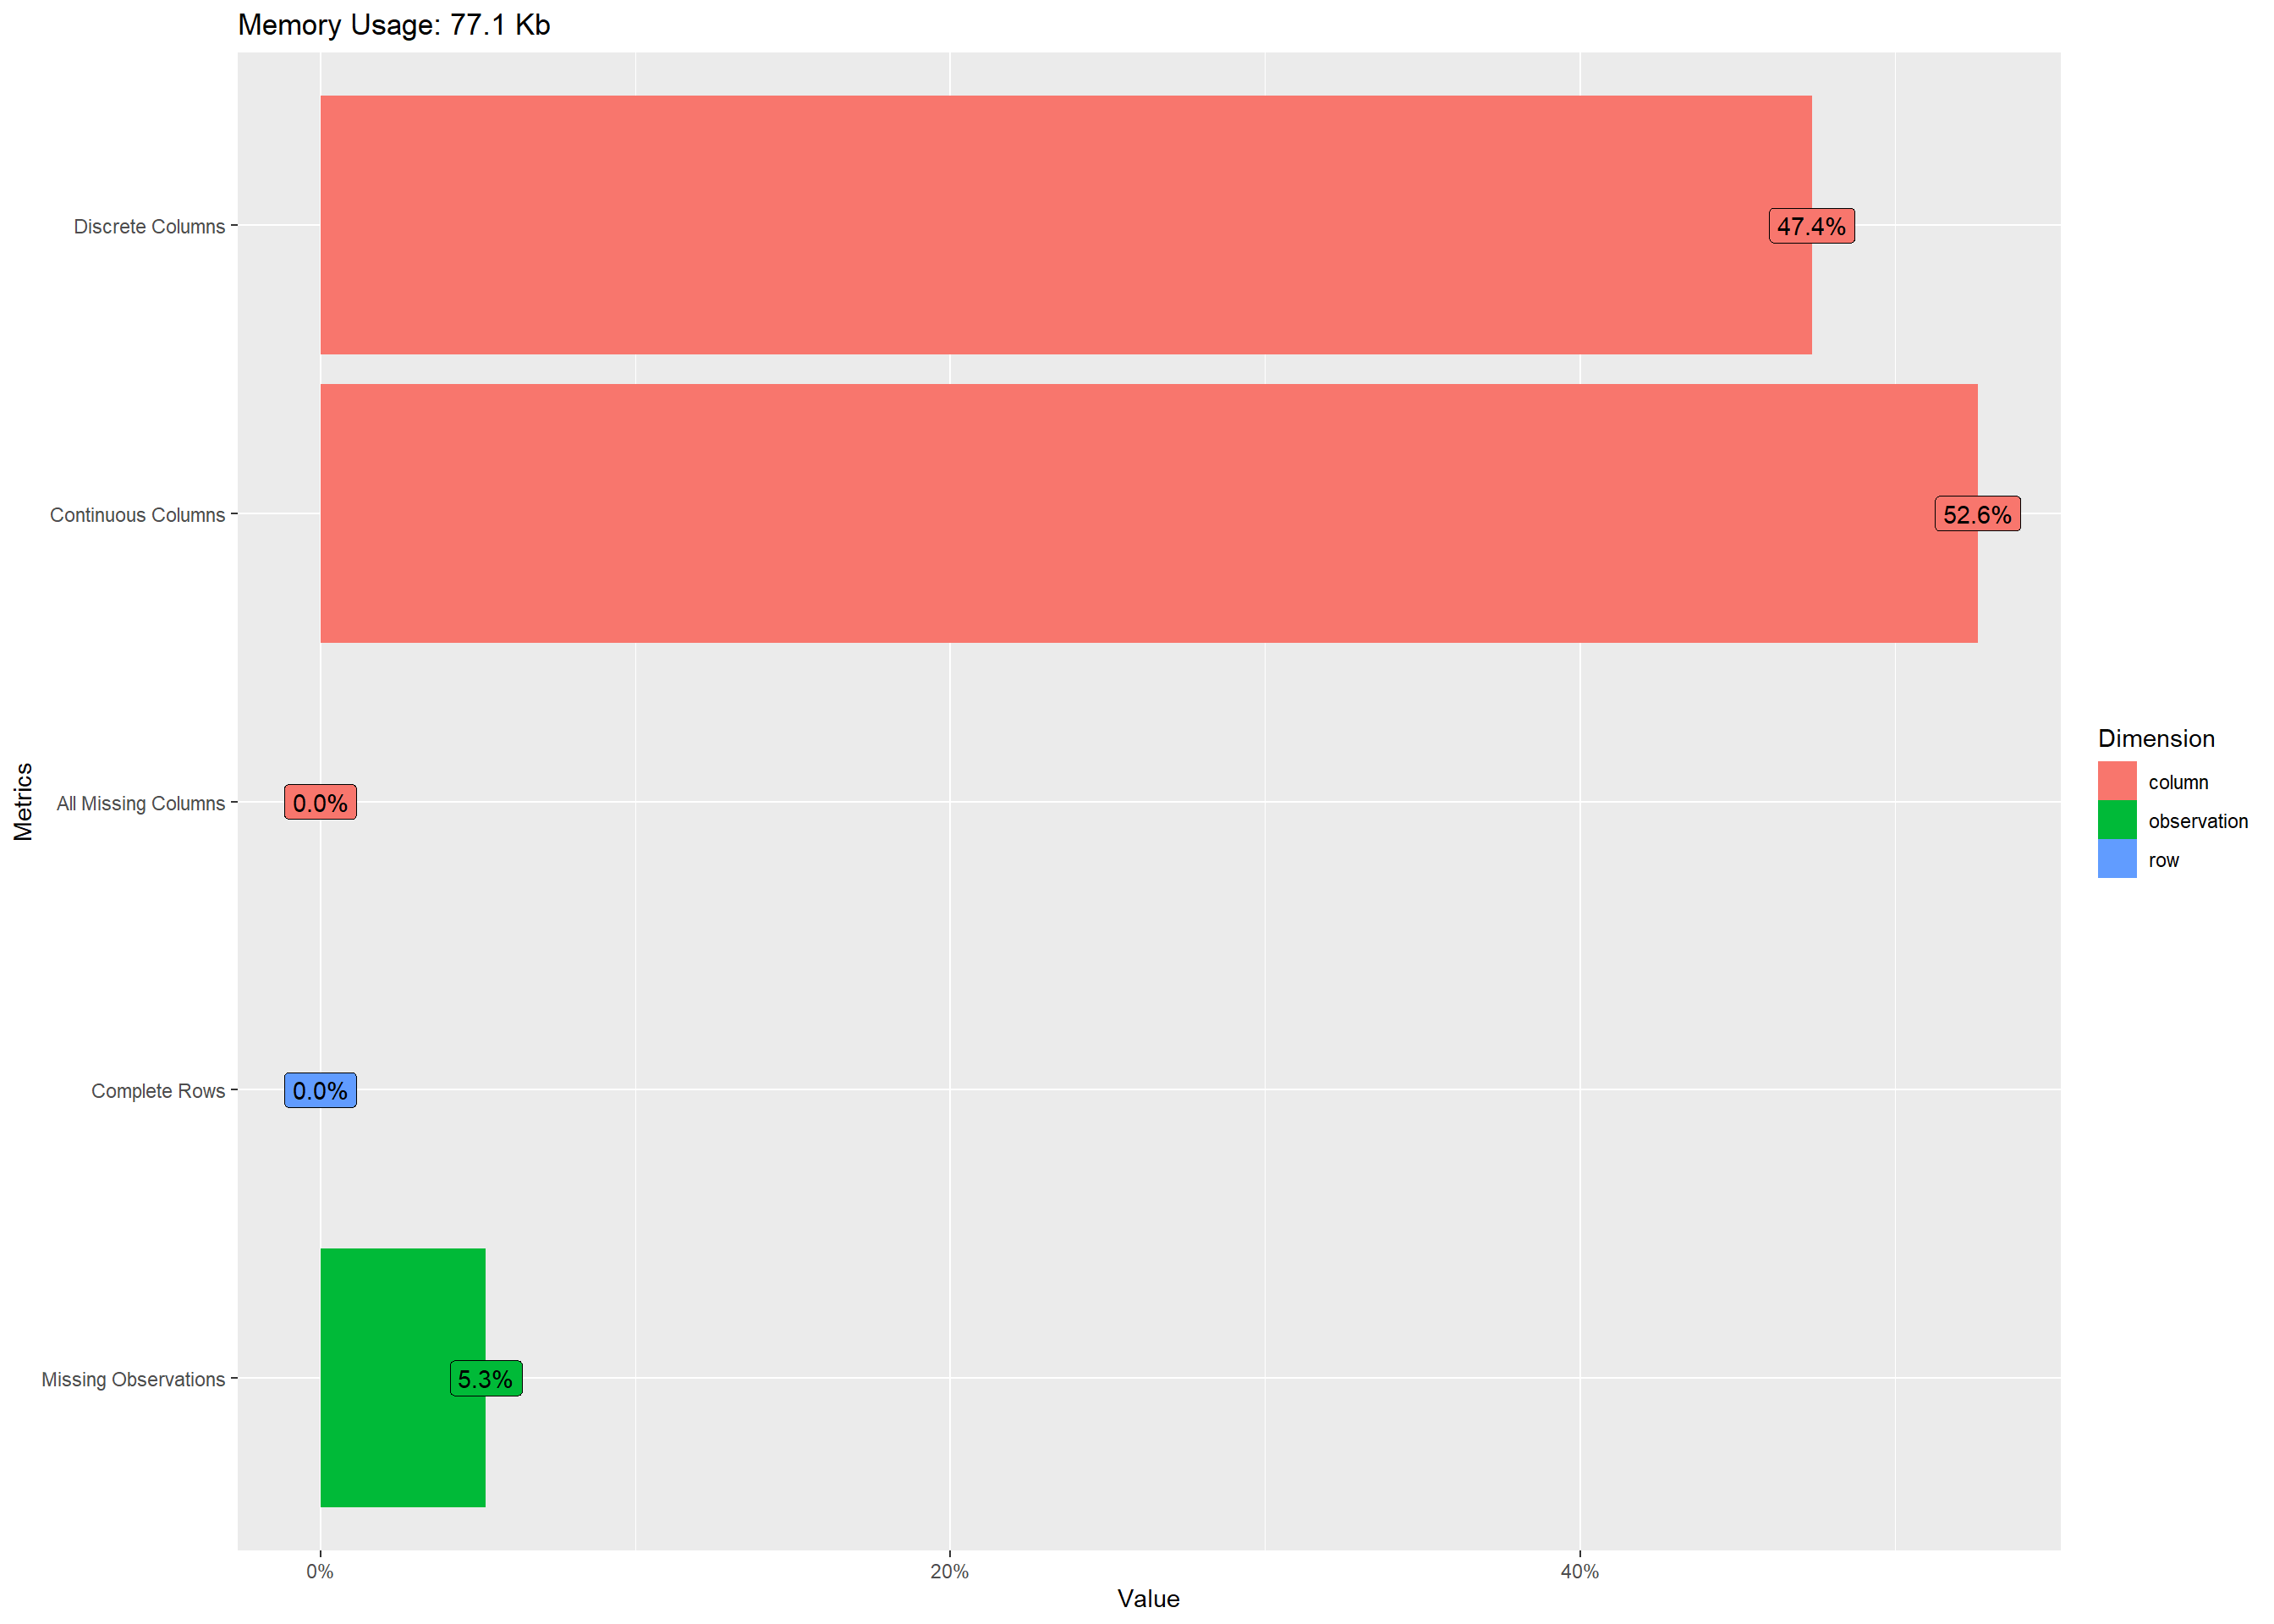 Memory Usage: 77.1 Kb
Metrics
Discrete Columns
47.4%
Continuous Columns
52.6%
All Missing Columns
0.0%
Complete Rows
0.0%
Missing Observations
5.3%
0%
20%
40%
Value
Dimension
column
observation
row